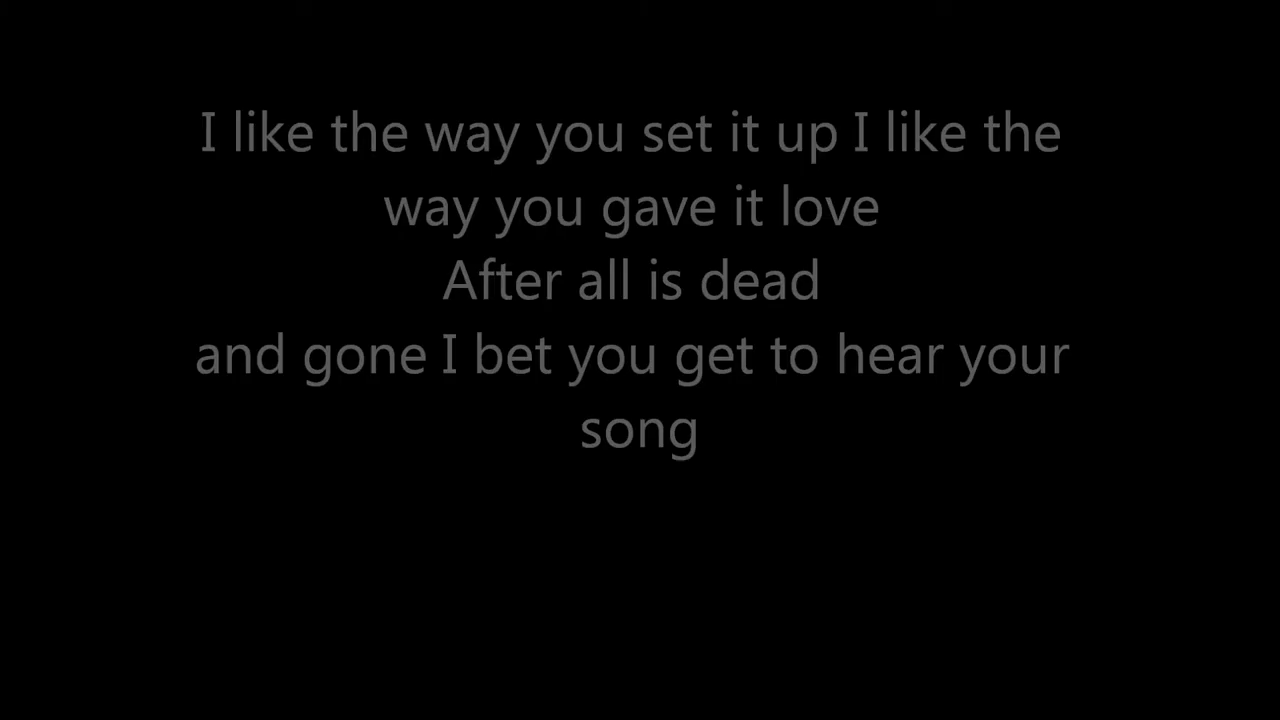 I like the way you set it up I like the
way you gave it love
After all is dead
and gone I bet you get to hear your
song